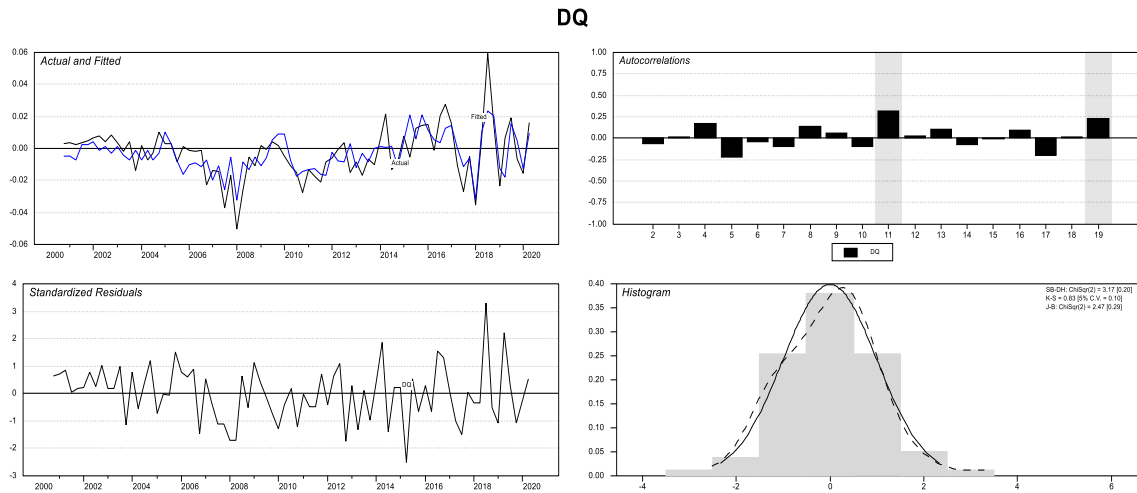 DQ
Actual and Fitted
0.06
0.04
0.02
0.00
-0.02
-0.04
-0.06
Fitted
Actual
2000 2002 2004 2006 2008 2010 2012 2014 2016 2018 2020
Autocorrelations
1.00
0.75
0.50
0.25
0.00
-0.25
-0.50
-0.75
-1.00
2 3 4 5 6 7 8 9 10 11 12 13 14 15 16 17 18 19
DQ
Standardized Residuals
4
3
2
1
0
-1
-2
-3
DQ
2000 2002 2004 2006 2008 2010 2012 2014 2016 2018 2020
Histogram
SB-DH: ChiSqr(2) = 3.17 [0.20]
K-S = 0.83 [5% C.V. = 0.10]
J-B: ChiSqr(2) = 2.47 [0.29]
0.40
0.35
0.30
0.25
0.20
0.15
0.10
0.05
0.00
-4 -2 0 2 4 6